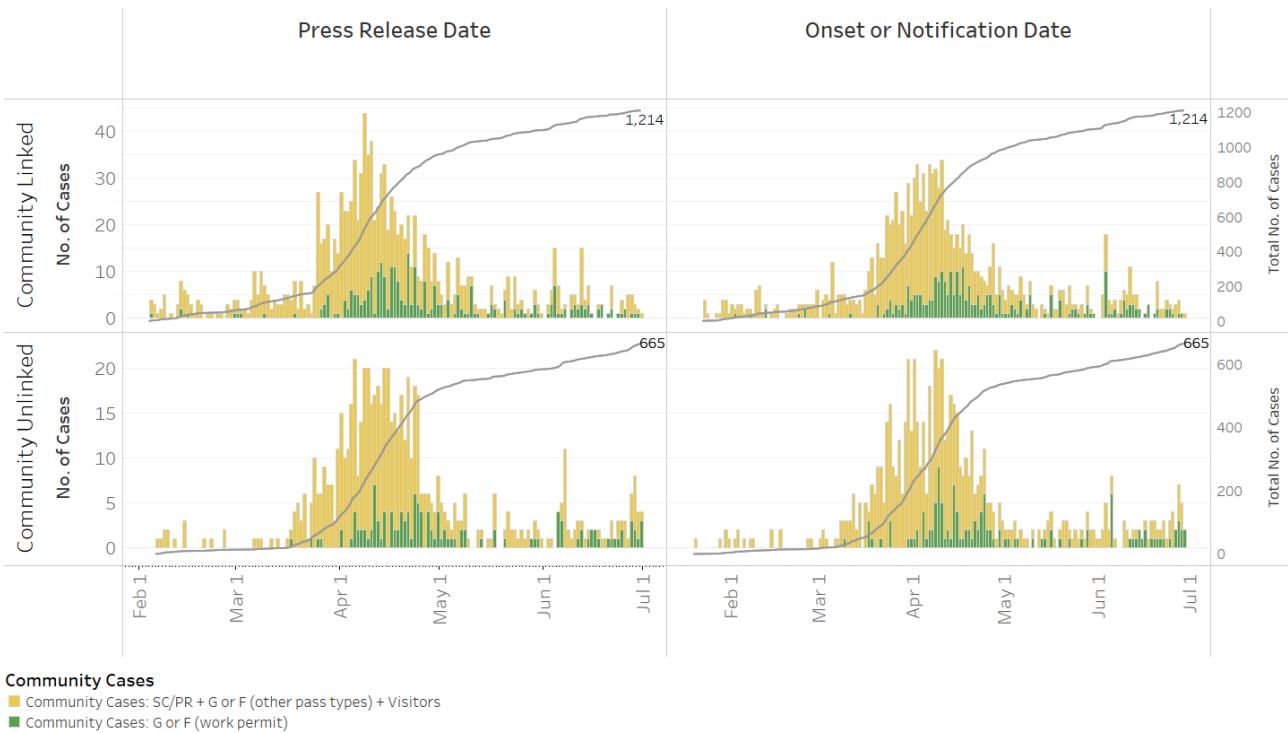 Press Release Date
Onset or Notification Date
Community Linked
No. of Cases
40
30
20
10
0
1,214
1,214
1200
1000
800
600
400
200
0
Total No. of Cases
Community Unlinked
No. of Cases
20
15
10
5
0
665
665
600
400
200
0
Total No. of Cases
Feb 1
Mar 1
Apr 1
May 1
Jun 1
Jul 1
Feb 1
Mar 1
Apr 1
May 1
Jun 1
Jul 1
Community Cases
Community Cases: SC/PR + G or F (other pass types) + Visitors
Community Cases: G or F (work permit)